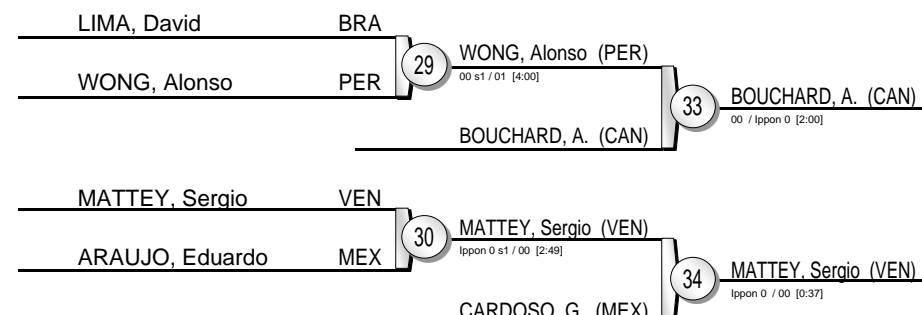 LIMA, David BRA
WONG, Alonso PER
29
WONG, Alonso (PER)
00 s1 / 01 [4:00]
BOUCHARD, A. (CAN)
33
BOUCHARD, A. (CAN)
00 / Ippon 0 [2:00]
MATTEY, Sergio VEN
ARAUJO, Eduardo MEX
30
MATTEY, Sergio (VEN)
Ippon 0 s1 / 00 [2:49]
CARDOSO, G. (MEX)
34
MATTEY, Sergio (VEN)
Ippon 0 / 00 [0:37]